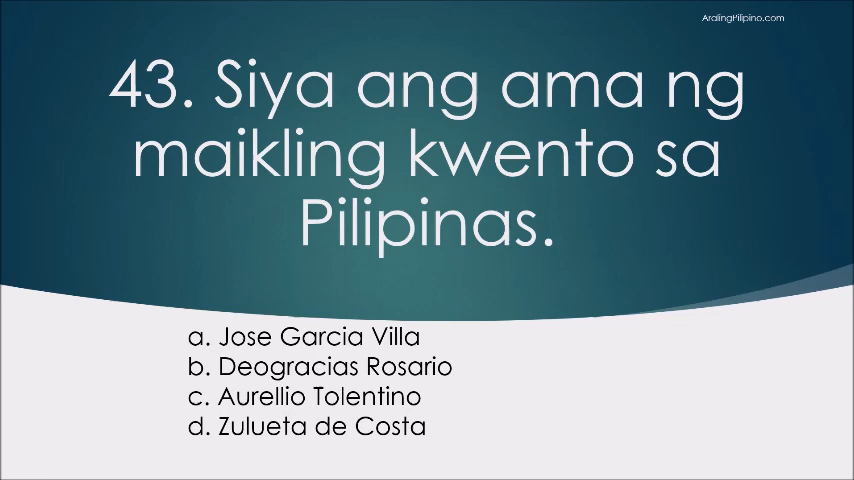 AralingPilipino.com
43. Siya ang ama ng
maikling kwento sa
Pilipinas.
a. Jose Garcia Villa
b. Deogracias Rosario
c. Aurellio Tolentino
d. Zulueta de Costa